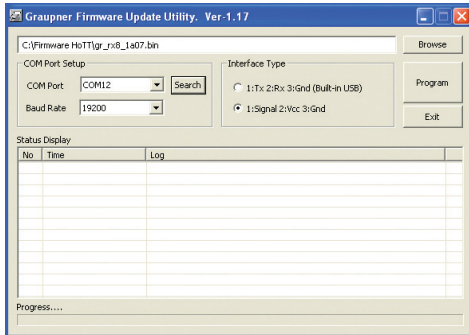 Graupner Firmware Update Utility. Ver-1.17
C:\Firmware HoTT\gr_rx8_1a07.bin
Browse
COM Port Setup
Interface Type
COM Port
COM12
Search
1:Tx 2:Rx 3:Gnd (Built-in USB)
Program
Baud Rate
19200
1:Signal 2:Vcc 3:Gnd
Exit
Status Display
No Time Log
Progress....